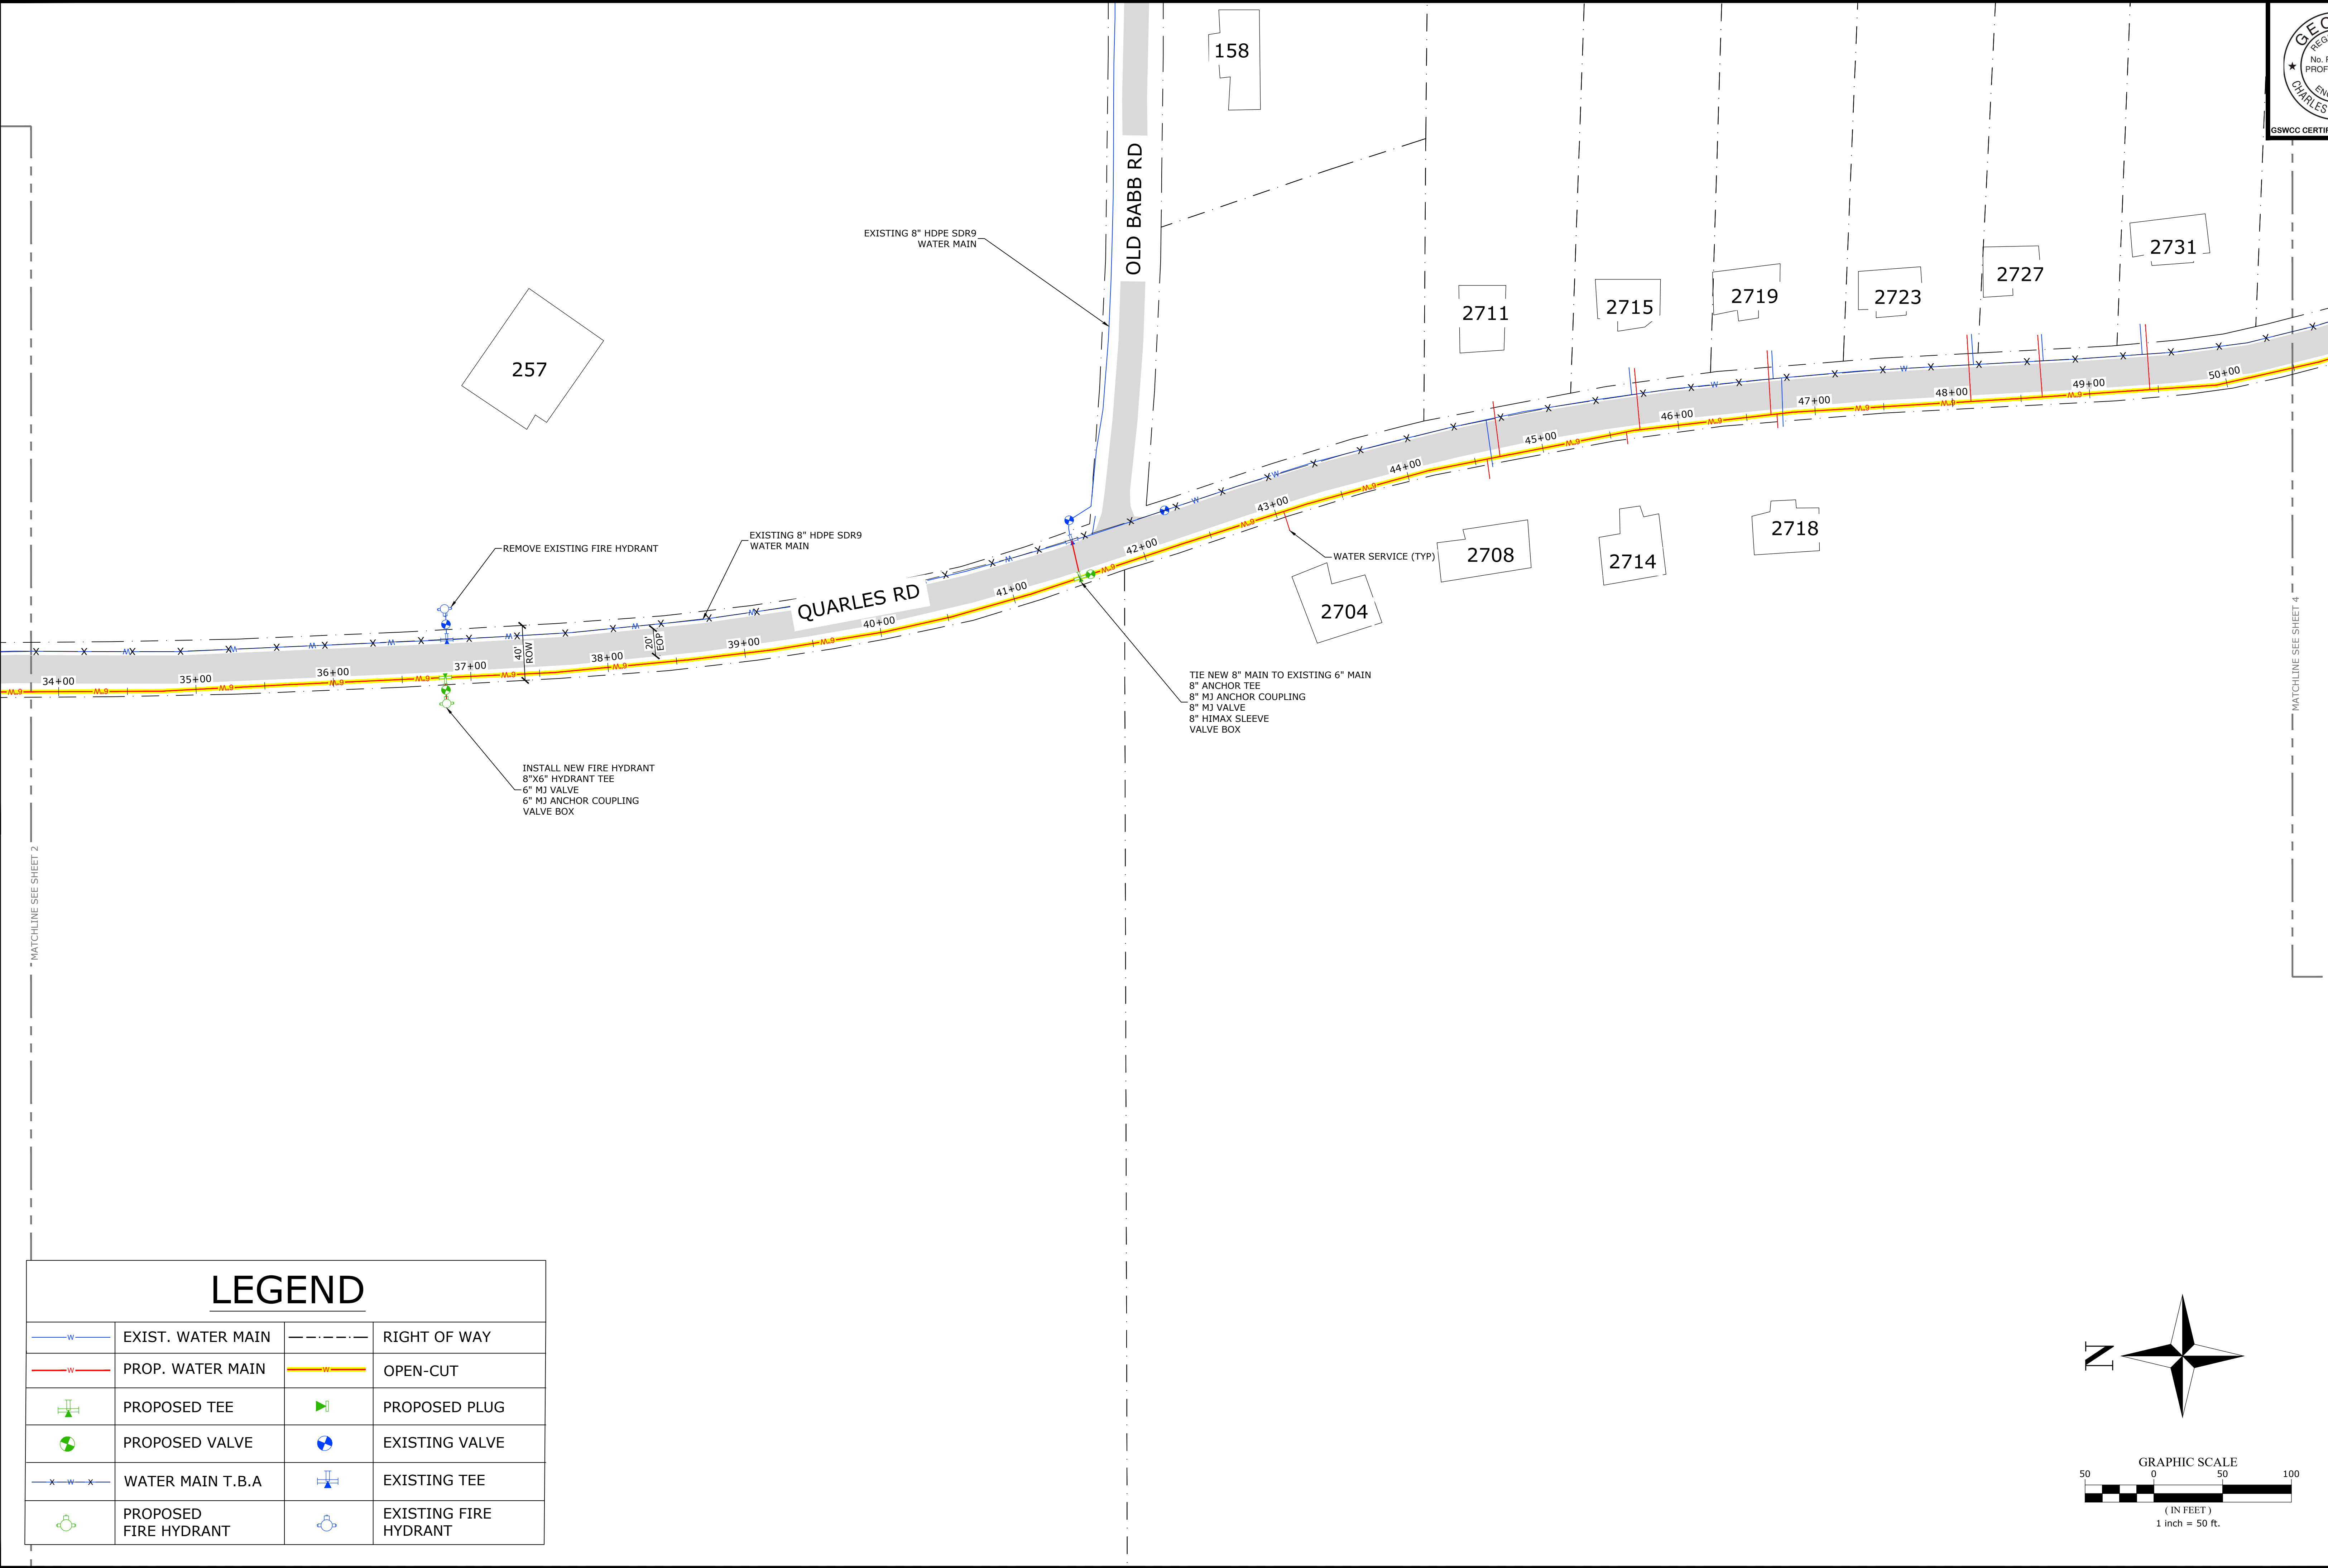 158
GEO
REG
No. P
PROF
ENG
CHARLES
GSWCC CERTIF
OLD BABB RD
EXISTING 8" HDPE SDR9
WATER MAIN
257
2711
2715
2719
2723
2727
2731
50+00
49+00
48+00
47+00
46+00
45+00
44+00
43+00
42+00
41+00
40+00
39+00
38+00
37+00
36+00
35+00
34+00
REMOVE EXISTING FIRE HYDRANT
EXISTING 8" HDPE SDR9
WATER MAIN
QUARLES RD
40'
ROW
20'
EOP
WATER SERVICE (TYP)
2704
2708
2714
2718
TIE NEW 8" MAIN TO EXISTING 6" MAIN
8" ANCHOR TEE
8" MJ ANCHOR COUPLING
8" MJ VALVE
8" HIMAX SLEEVE
VALVE BOX
INSTALL NEW FIRE HYDRANT
8"X6" HYDRANT TEE
6" MJ VALVE
6" MJ ANCHOR COUPLING
VALVE BOX
MATCHLINE SEE SHEET 2
MATCHLINE SEE SHEET 4
LEGEND
W EXIST. WATER MAIN
RIGHT OF WAY
W PROP. WATER MAIN
W OPEN-CUT
PROPOSED TEE
PROPOSED PLUG
PROPOSED VALVE
EXISTING VALVE
X W X WATER MAIN T.B.A
EXISTING TEE
PROPOSED
FIRE HYDRANT
EXISTING FIRE
HYDRANT
N
GRAPHIC SCALE
50 0 50 100
( IN FEET )
1 inch = 50 ft.